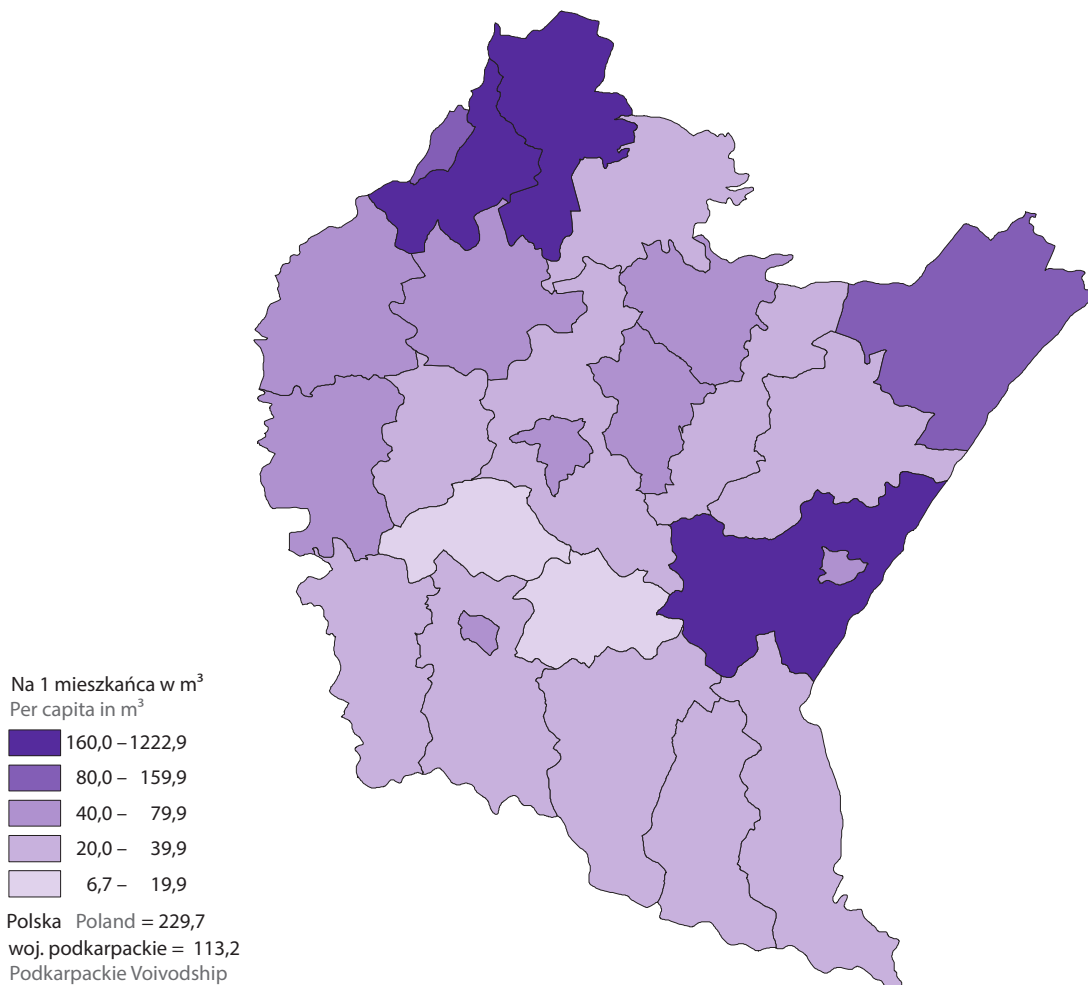 Na 1 mieszkańca w m³
Per capita in m³
160,0 – 1222,9
80,0 – 159,9
40,0 – 79,9
20,0 – 39,9
6,7 – 19,9
Polska Poland = 229,7
woj. podkarpackie = 113,2
Podkarpackie Voivodship